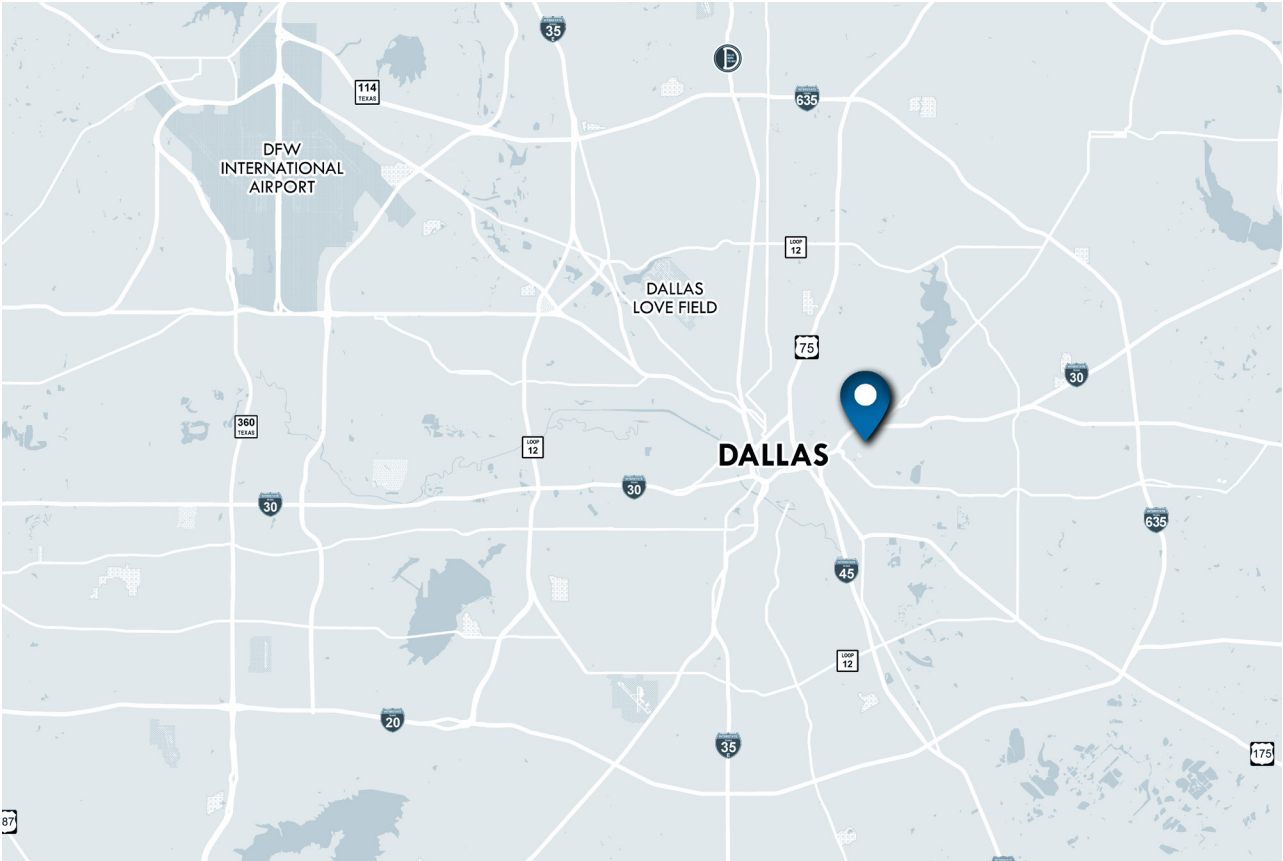 35
114
TEXAS
635
DFW
INTERNATIONAL
AIRPORT
LOOP
12
DALLAS
LOVE FIELD
75
30
360
TEXAS
LOOP
12
DALLAS
30
30
635
45
LOOP
12
20
35
175
87